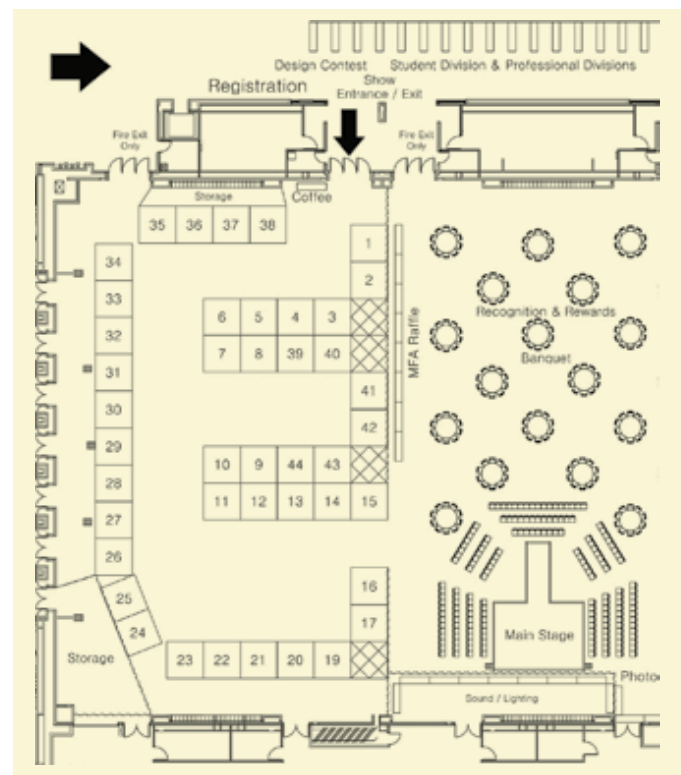 Design Contest
Student Division & Professional Divisions
Registration
Show
Entrance / Exit
Fire Exit
Only
Fire Exit
Only
Storage
Coffee
35 36 37 38
34
1
33
2
6 5 4 3
32
7 8 39 40
31
MFA Raffle
Recognition & Rewards
Banquet
41
30
42
29
10 9 44 43
28
11 12 13 14 15
27
26
25
16
24
17
Main Stage
23 22 21 20 19
Storage
Photo
Sound / Lighting